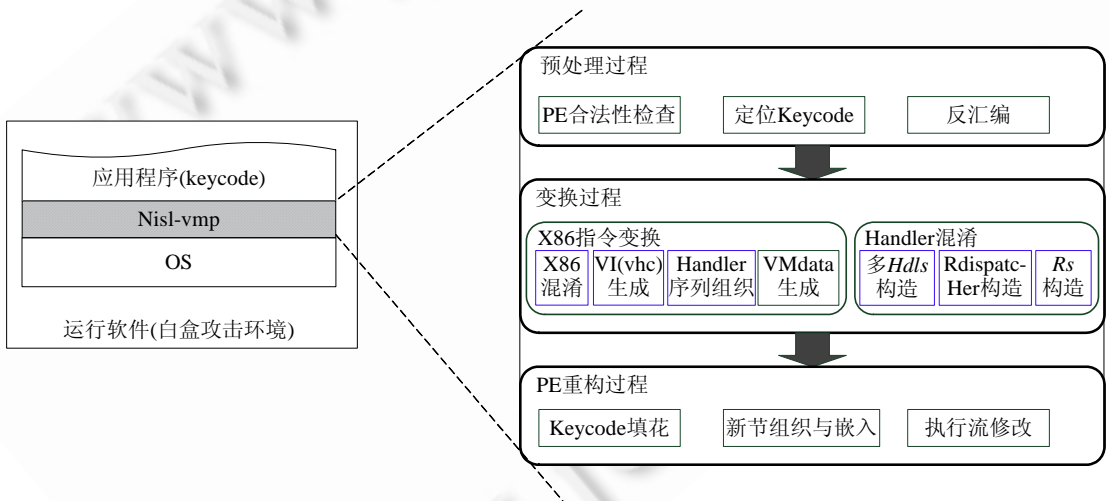 应用程序(keycode)
Nisl-vmp
OS
运行软件(白盒攻击环境)
预处理过程
PE合法性检查
定位Keycode
反汇编
变换过程
X86指令变换
X86
混淆
VI(vhc)
生成
Handler
序列组织
VMdata
生成
Handler混淆
多Hdls
构造
Rdispatc-
Her构造
Rs
构造
PE重构过程
Keycode填花
新节组织与嵌入
执行流修改